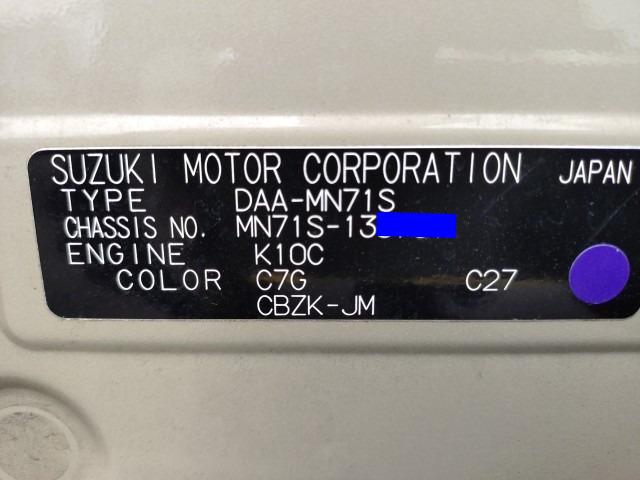 SUZUKI MOTOR CORPORATION JAPAN
TYPE DAA-MN71S
CHASSIS NO. MN71S-13
ENGINE K10C
COLOR C7G C27
CBZK-JM